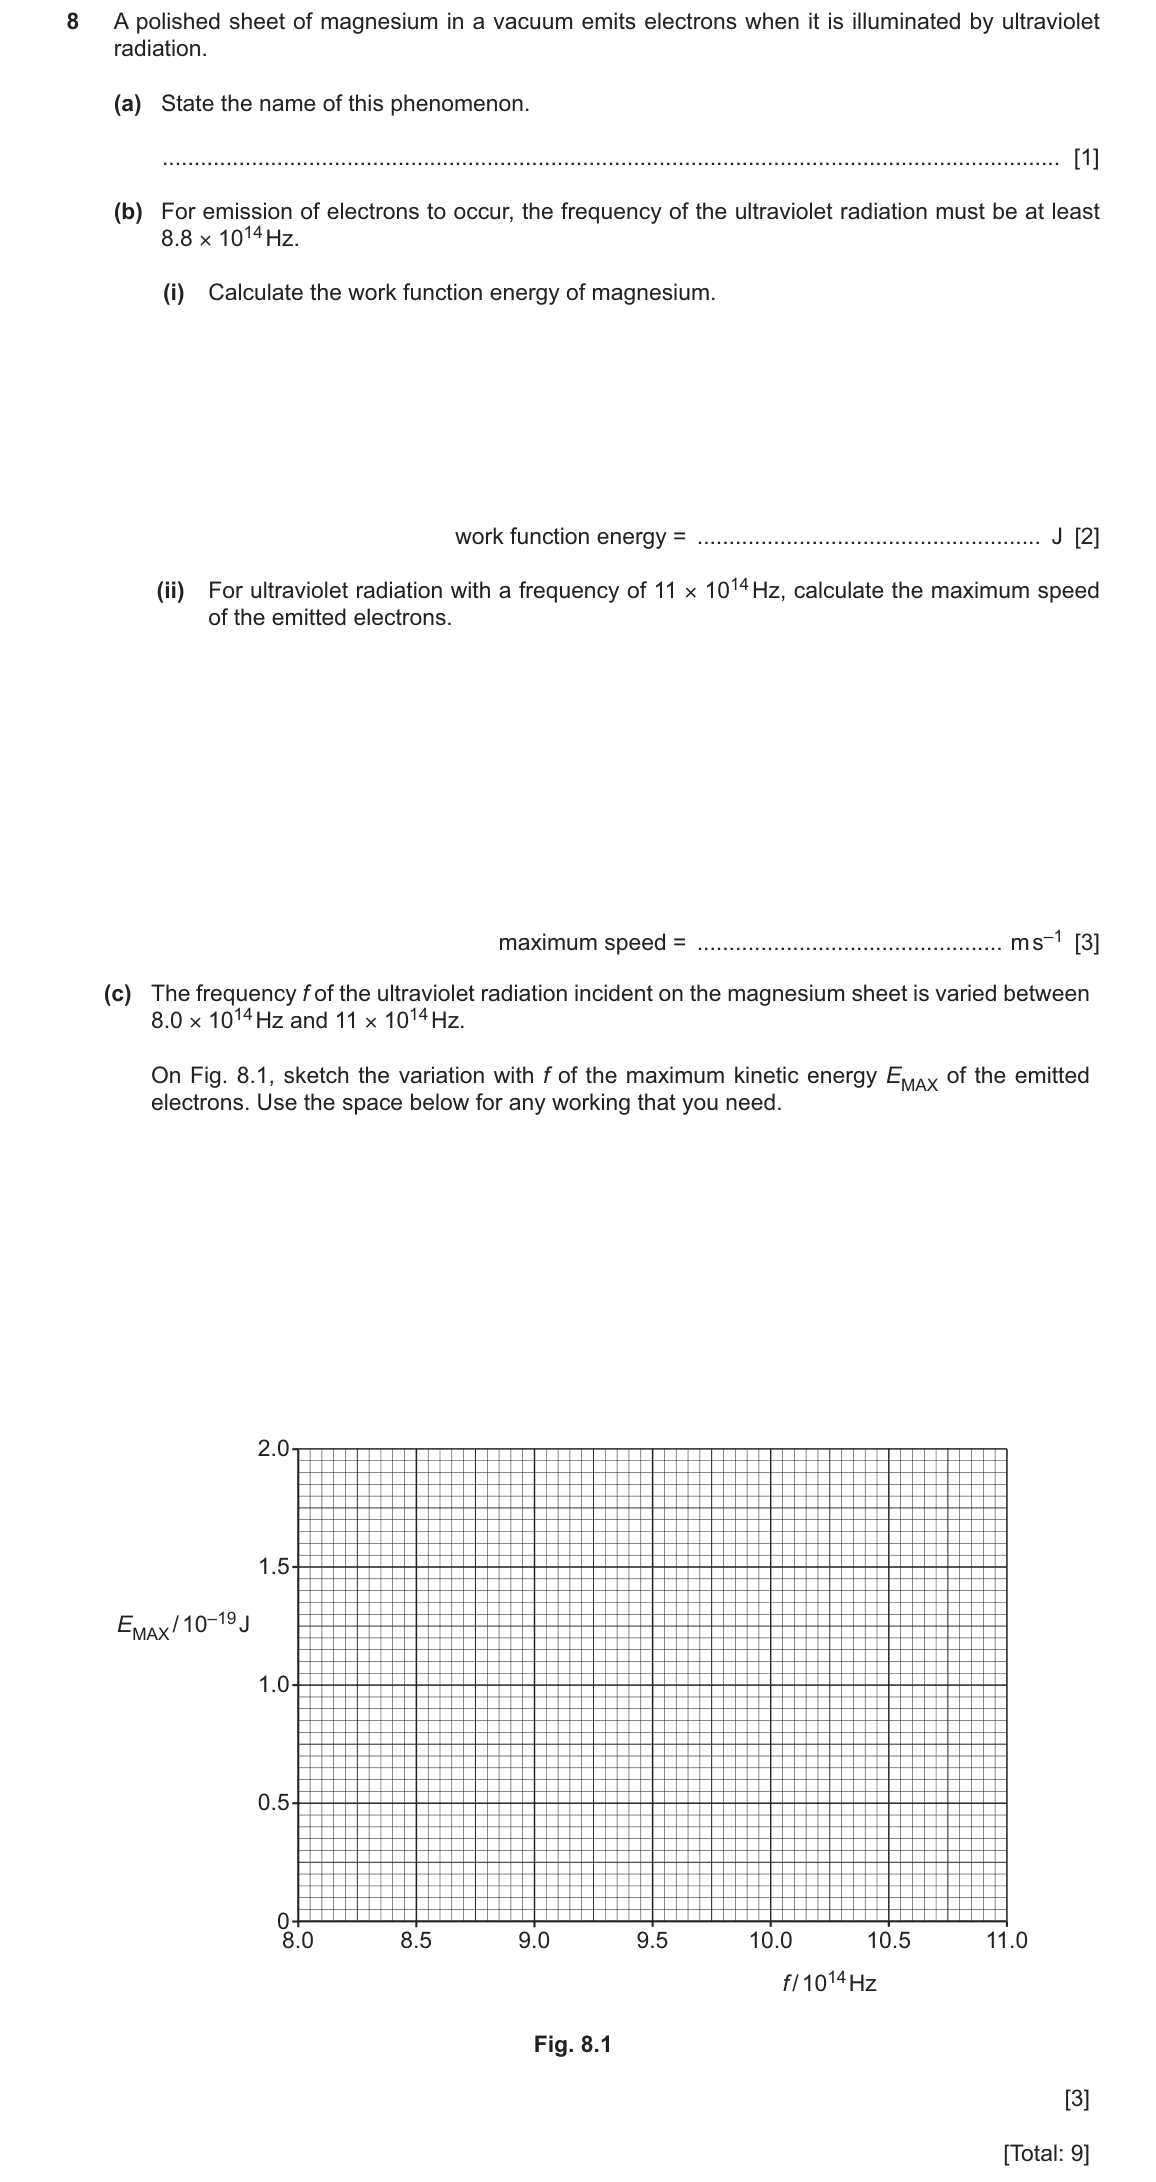 8 A polished sheet of magnesium in a vacuum emits electrons when it is illuminated by ultraviolet
radiation.
(a) State the name of this phenomenon.
.............................................................................................................................................. [1]
(b) For emission of electrons to occur, the frequency of the ultraviolet radiation must be at least
8.8 × 10¹⁴ Hz.
(i) Calculate the work function energy of magnesium.
work function energy = ...................................................... J [2]
(ii) For ultraviolet radiation with a frequency of 11 × 10¹⁴ Hz, calculate the maximum speed
of the emitted electrons.
maximum speed = ................................................ m s⁻¹ [3]
(c) The frequency f of the ultraviolet radiation incident on the magnesium sheet is varied between
8.0 × 10¹⁴ Hz and 11 × 10¹⁴ Hz.
On Fig. 8.1, sketch the variation with f of the maximum kinetic energy E_MAX of the emitted
electrons. Use the space below for any working that you need.
2.0
1.5
E_MAX / 10⁻¹⁹ J
1.0
0.5
0
8.0 8.5 9.0 9.5 10.0 10.5 11.0
f / 10¹⁴ Hz
Fig. 8.1
[3]
[Total: 9]